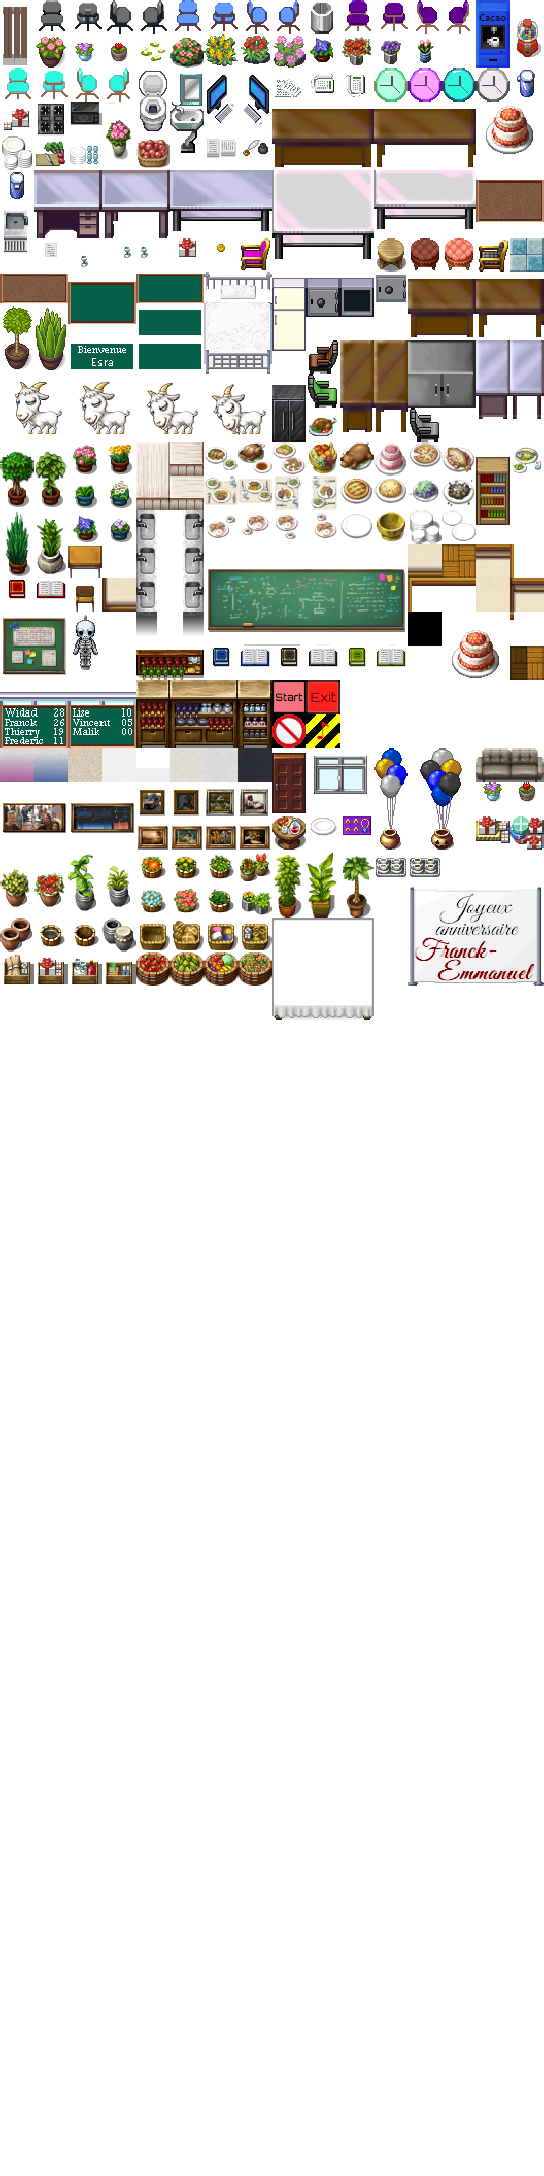 Cacao
Bienvenue
Esra
Start Exit
Widad 28
Franck 26
Thierry 19
Frederic 11
Lise 10
Vincent 05
Malik 00
Joyeux
anniversaire
Franck-
Emmanuel